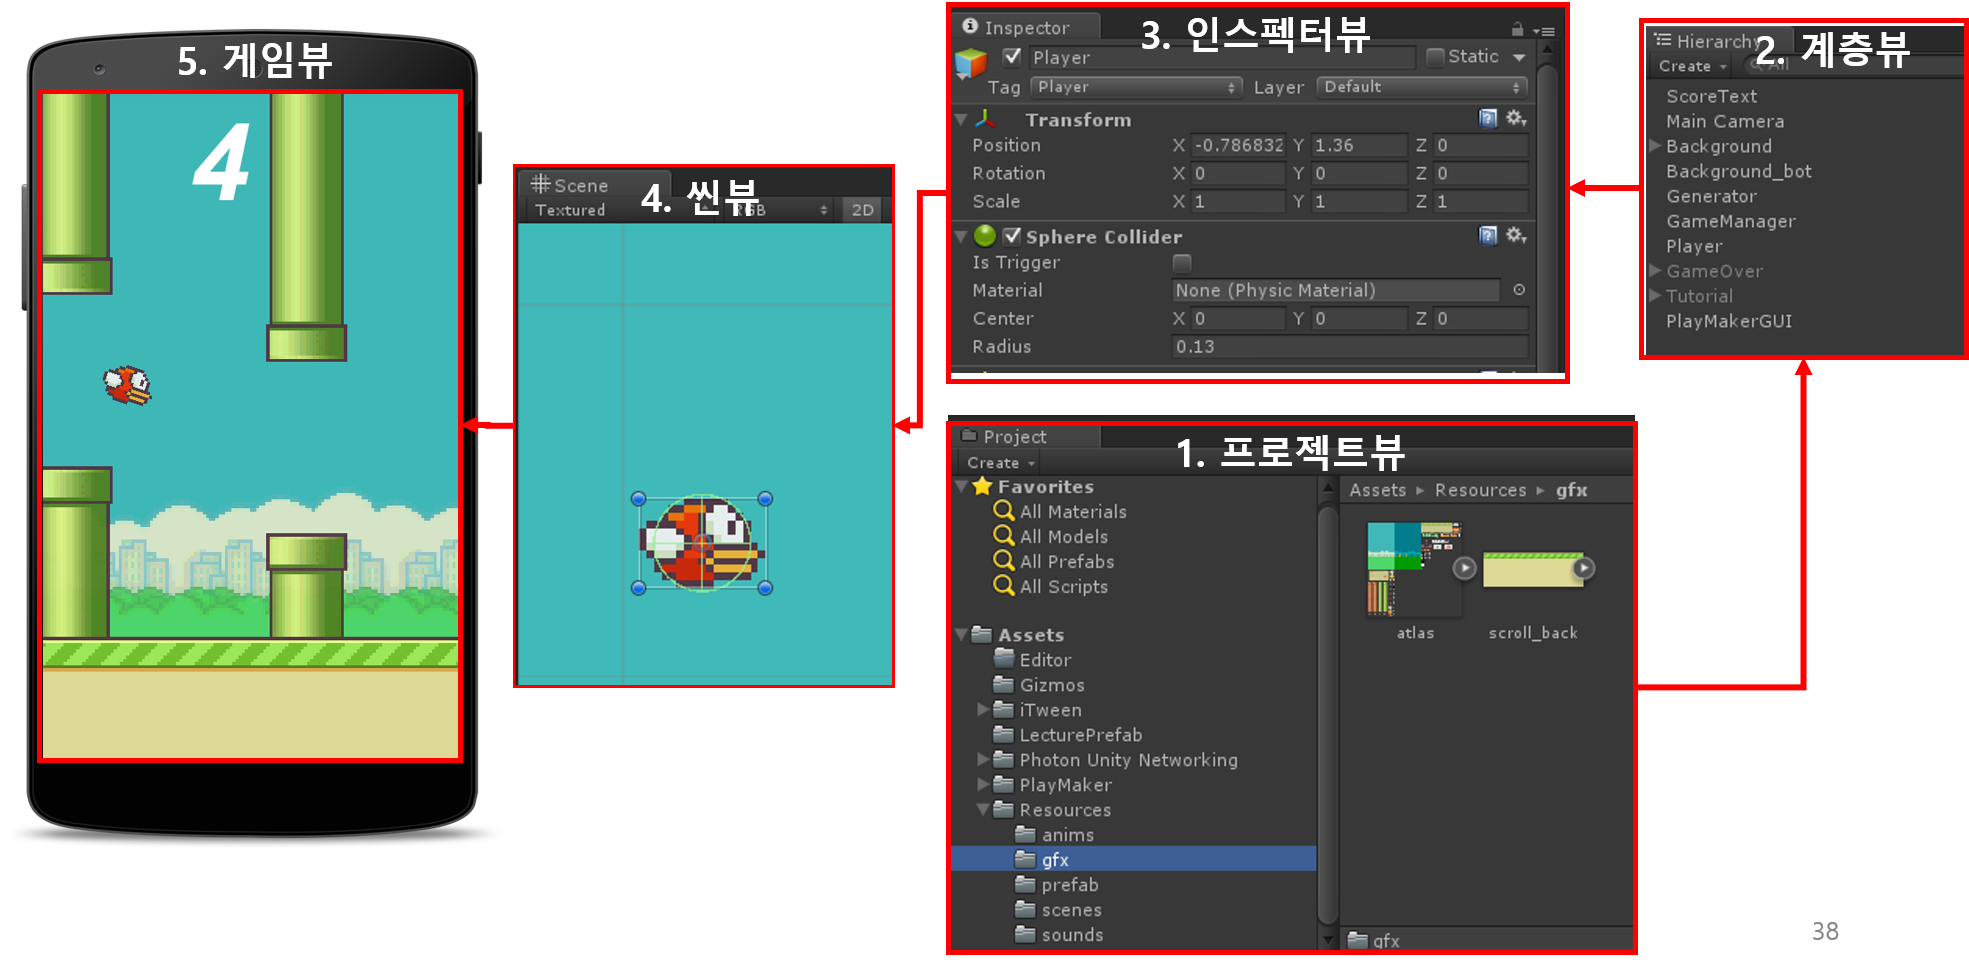 5. 게임뷰
4
Scene
4. 씬뷰
Textured
RGB
2D
Inspector
3. 인스펙터뷰
Player
Static
Tag Player Layer Default
Transform
Position X -0.786832 Y 1.36 Z 0
Rotation X 0 Y 0 Z 0
Scale X 1 Y 1 Z 1
Sphere Collider
Is Trigger
Material None (Physic Material)
Center X 0 Y 0 Z 0
Radius 0.13
Hierarchy
2. 계층뷰
Create All
ScoreText
Main Camera
Background
Background_bot
Generator
GameManager
Player
GameOver
Tutorial
PlayMakerGUI
Project
1. 프로젝트뷰
Create
Favorites
All Materials
All Models
All Prefabs
All Scripts
Assets
Editor
Gizmos
iTween
LecturePrefab
Photon Unity Networking
PlayMaker
Resources
anims
gfx
prefab
scenes
sounds
Assets ▸ Resources ▸ gfx
atlas
scroll_back
gfx
38